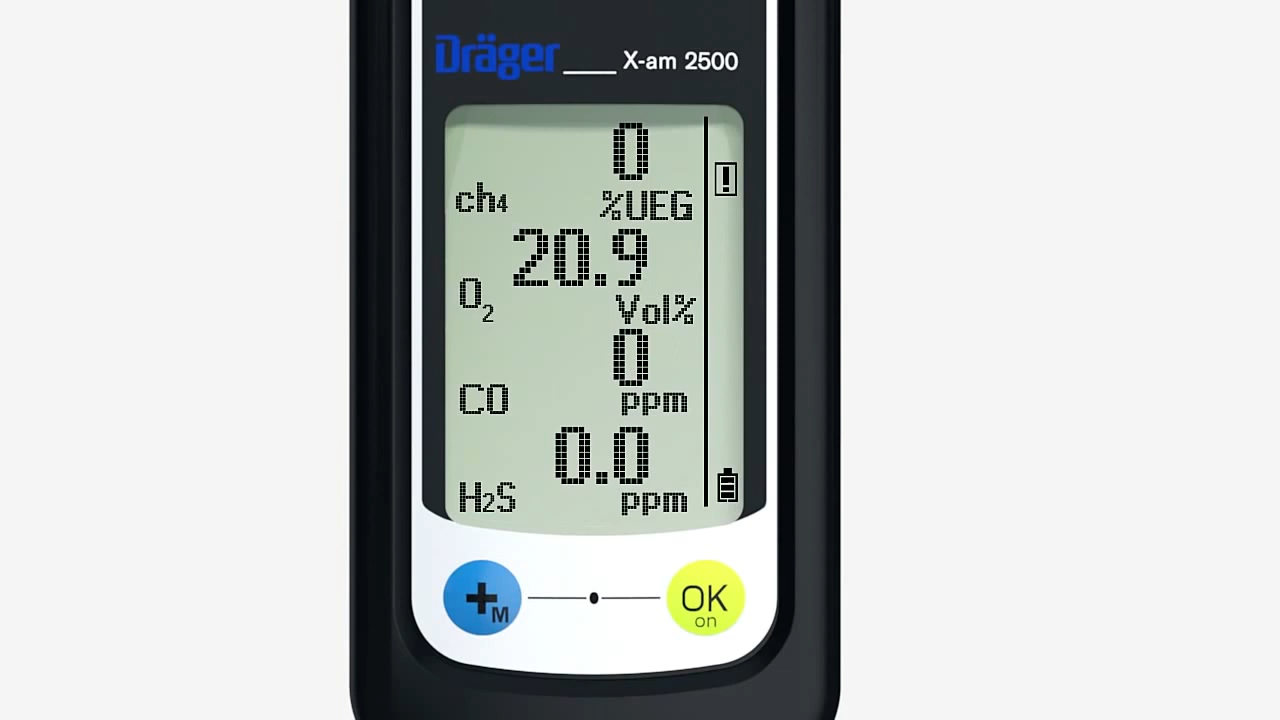 Dräger X-am 2500
0
ch4 %UEG
20.9
O2 Vol%
0
CO ppm
0.0
H2S ppm
+M OK
on